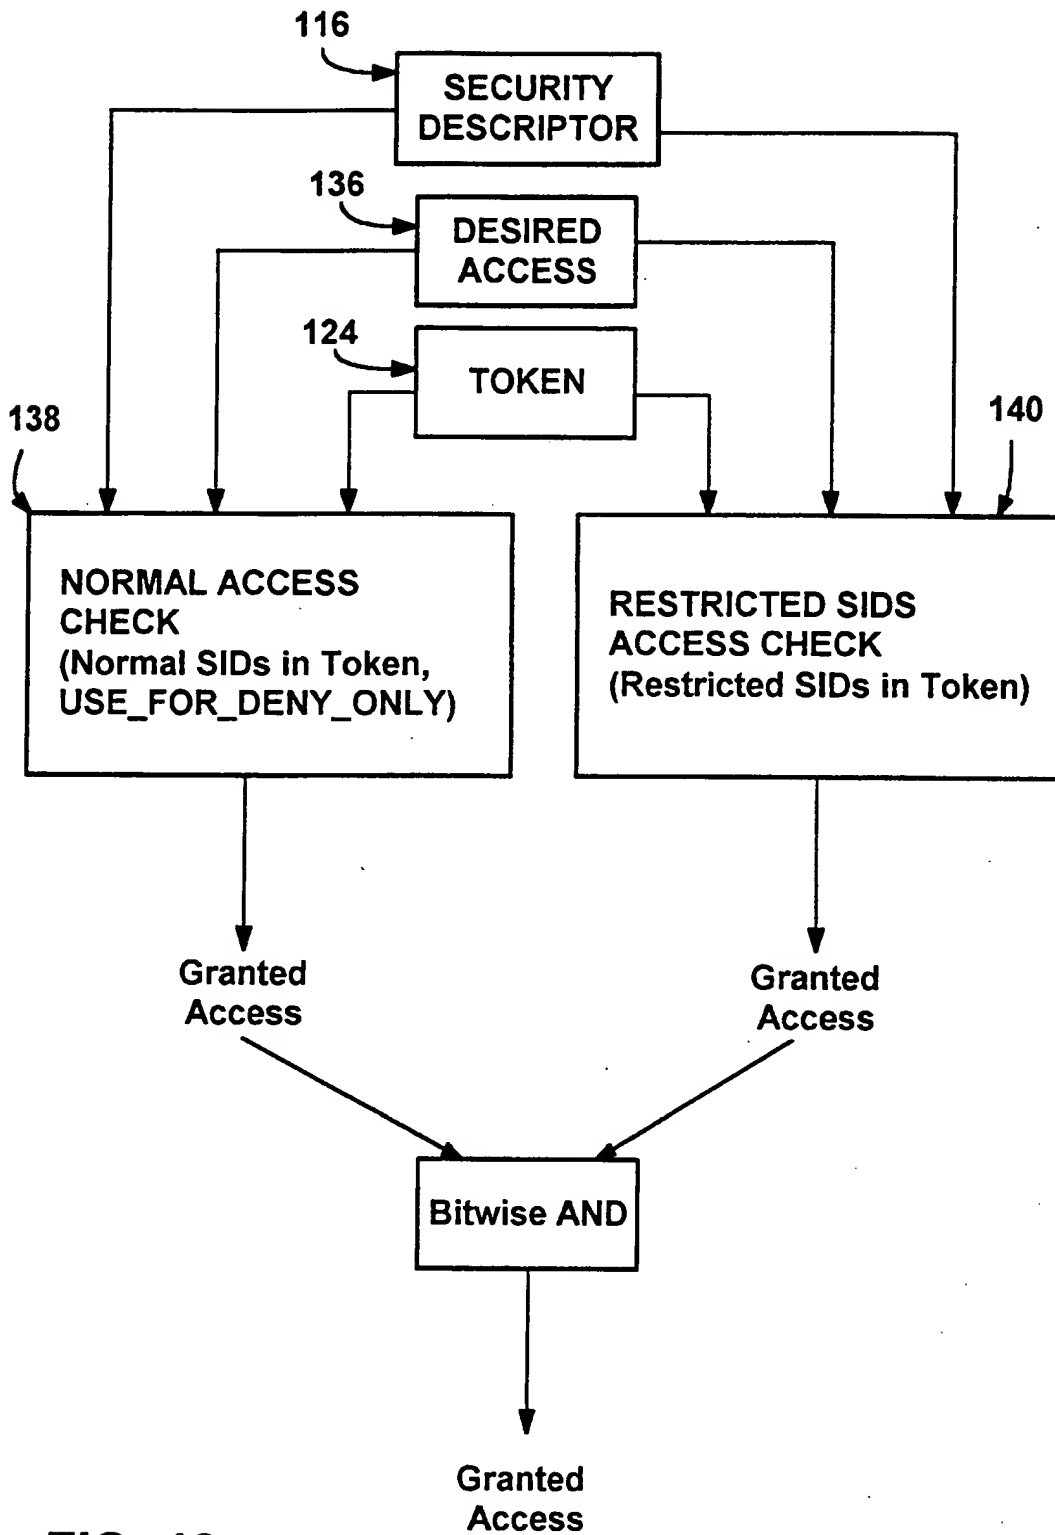 116
SECURITY
DESCRIPTOR
136
DESIRED
ACCESS
124
TOKEN
138
140
NORMAL ACCESS
CHECK
(Normal SIDs in Token,
USE_FOR_DENY_ONLY)
RESTRICTED SIDS
ACCESS CHECK
(Restricted SIDs in Token)
Granted
Access
Granted
Access
Bitwise AND
Granted
Access